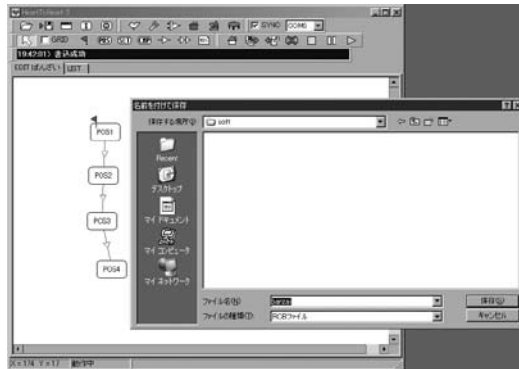 HeartToHeart 3
SYNC COM6
GRID POS SET CMP
19:42:01) 書込成功
EDIT ばんざい LIST
名前を付けて保存
保存する場所(I): soft
POS1
POS2
POS3
POS4
Recent
デスクトップ
マイ ドキュメント
マイ コンピュータ
マイ ネットワーク
ファイル名(N): banzai 保存(S)
ファイルの種類(T): RCBファイル キャンセル
X=174 .Y=17 動作中